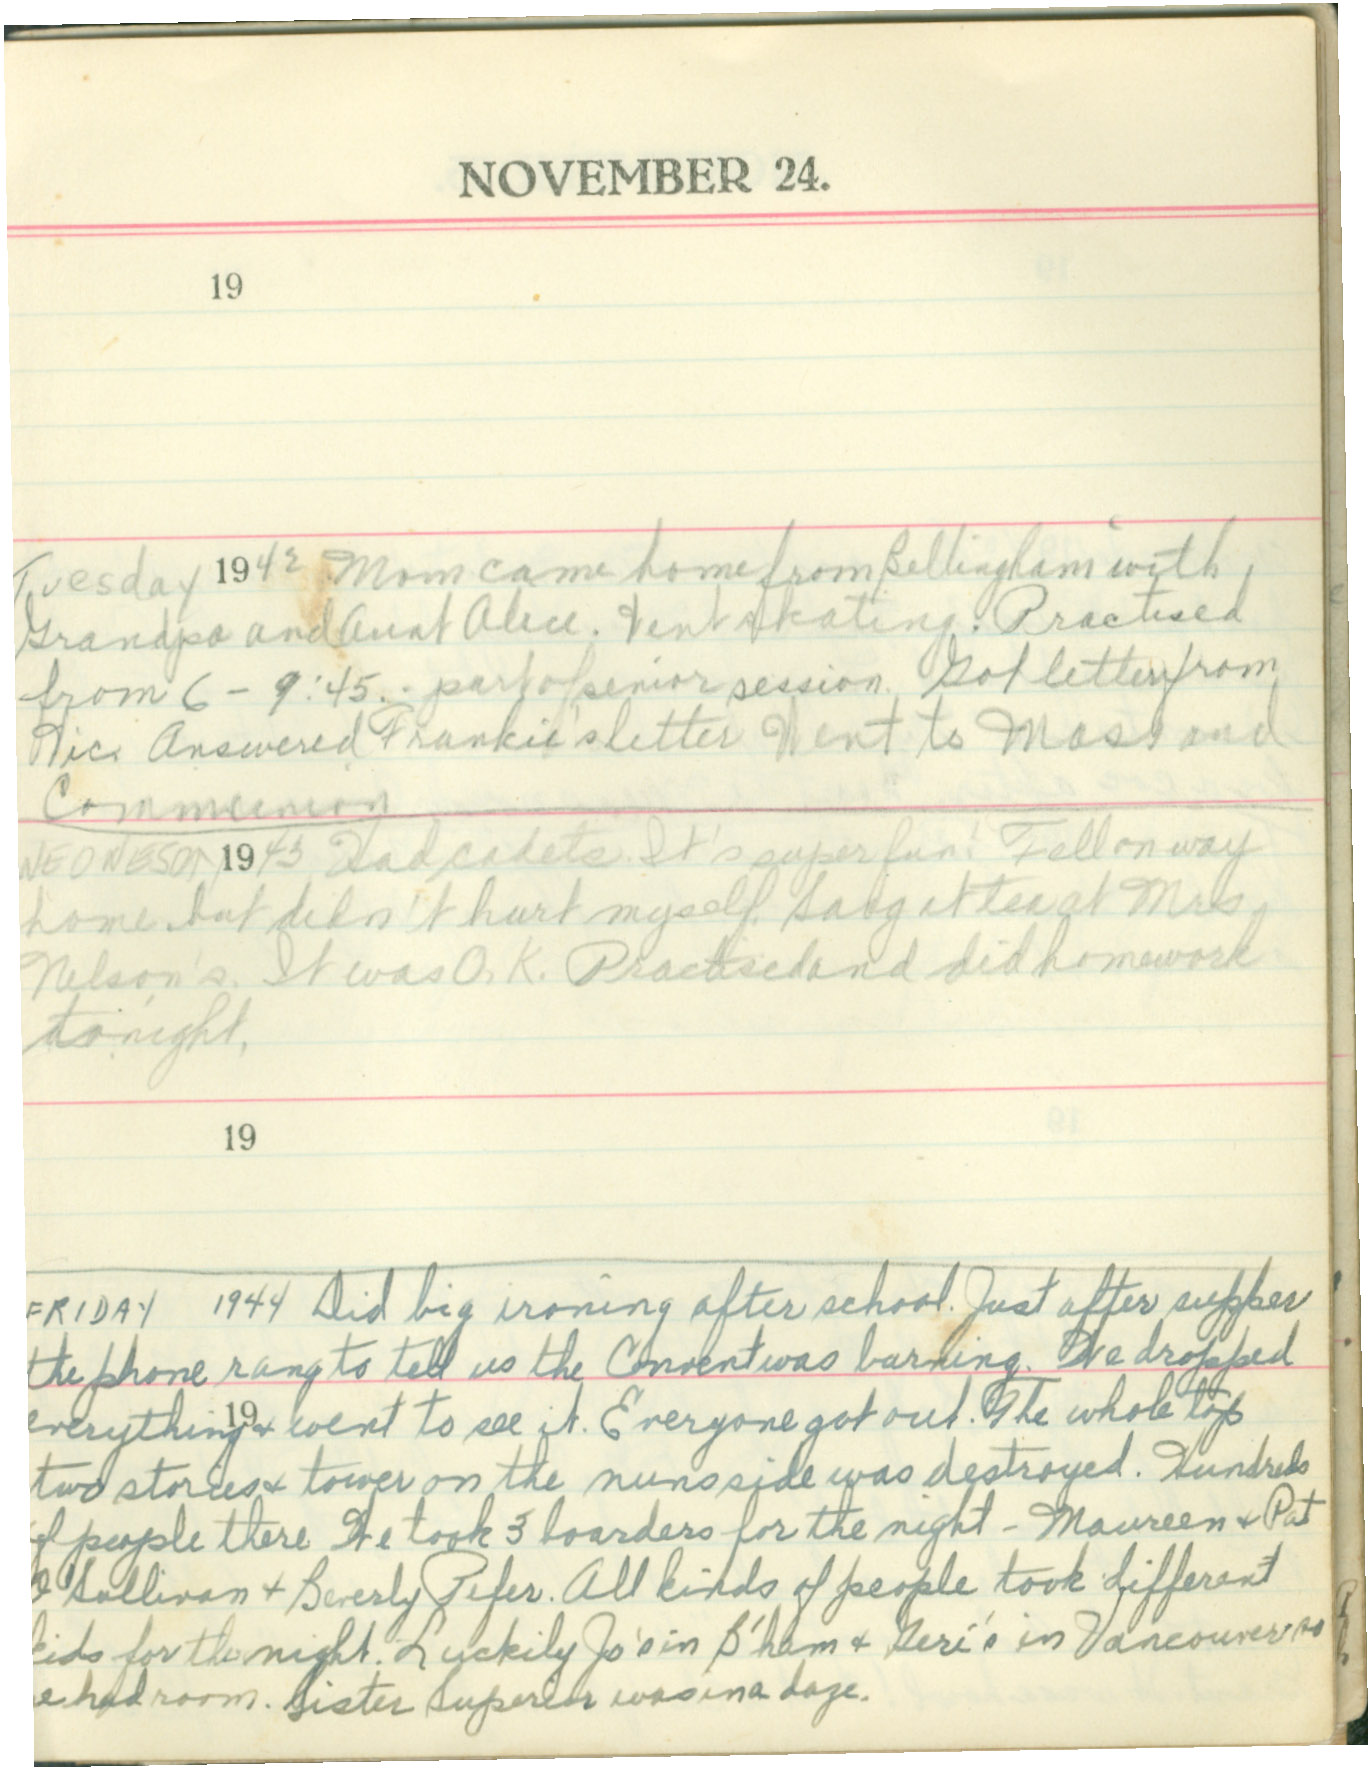 NOVEMBER 24.
19
Tuesday 1942 Mom came home from Bellingham with
Grandpa and Aunt Alice. Went skating. Practised
from 6 - 9:45. - part of senior session. Got letter from
Dic. Answered Frankie's letter Went to Mass and
Communion
WEDNESDAY 1943 Had cadets. It's super fun! Fell on way
home but didn't hurt myself. Sang at tea at Mrs.
Nelson's. It was O.K. Practised and did homework
tonight.
19
FRIDAY 1944 Did big ironing after school. Just after supper
the phone rang to tell us the Convent was burning. We dropped
19
everything & went to see it. Everyone got out. The whole top
two stories & tower on the nuns side was destroyed. Hundreds
of people there We took 3 boarders for the night - Maureen & Pat
O'Sullivan & Beverly Pifer. All kinds of people took different
kids for the night. Luckily Jo's in B'ham & Geri's in Vancouver so
e had room. Sister Superior was in a daze.